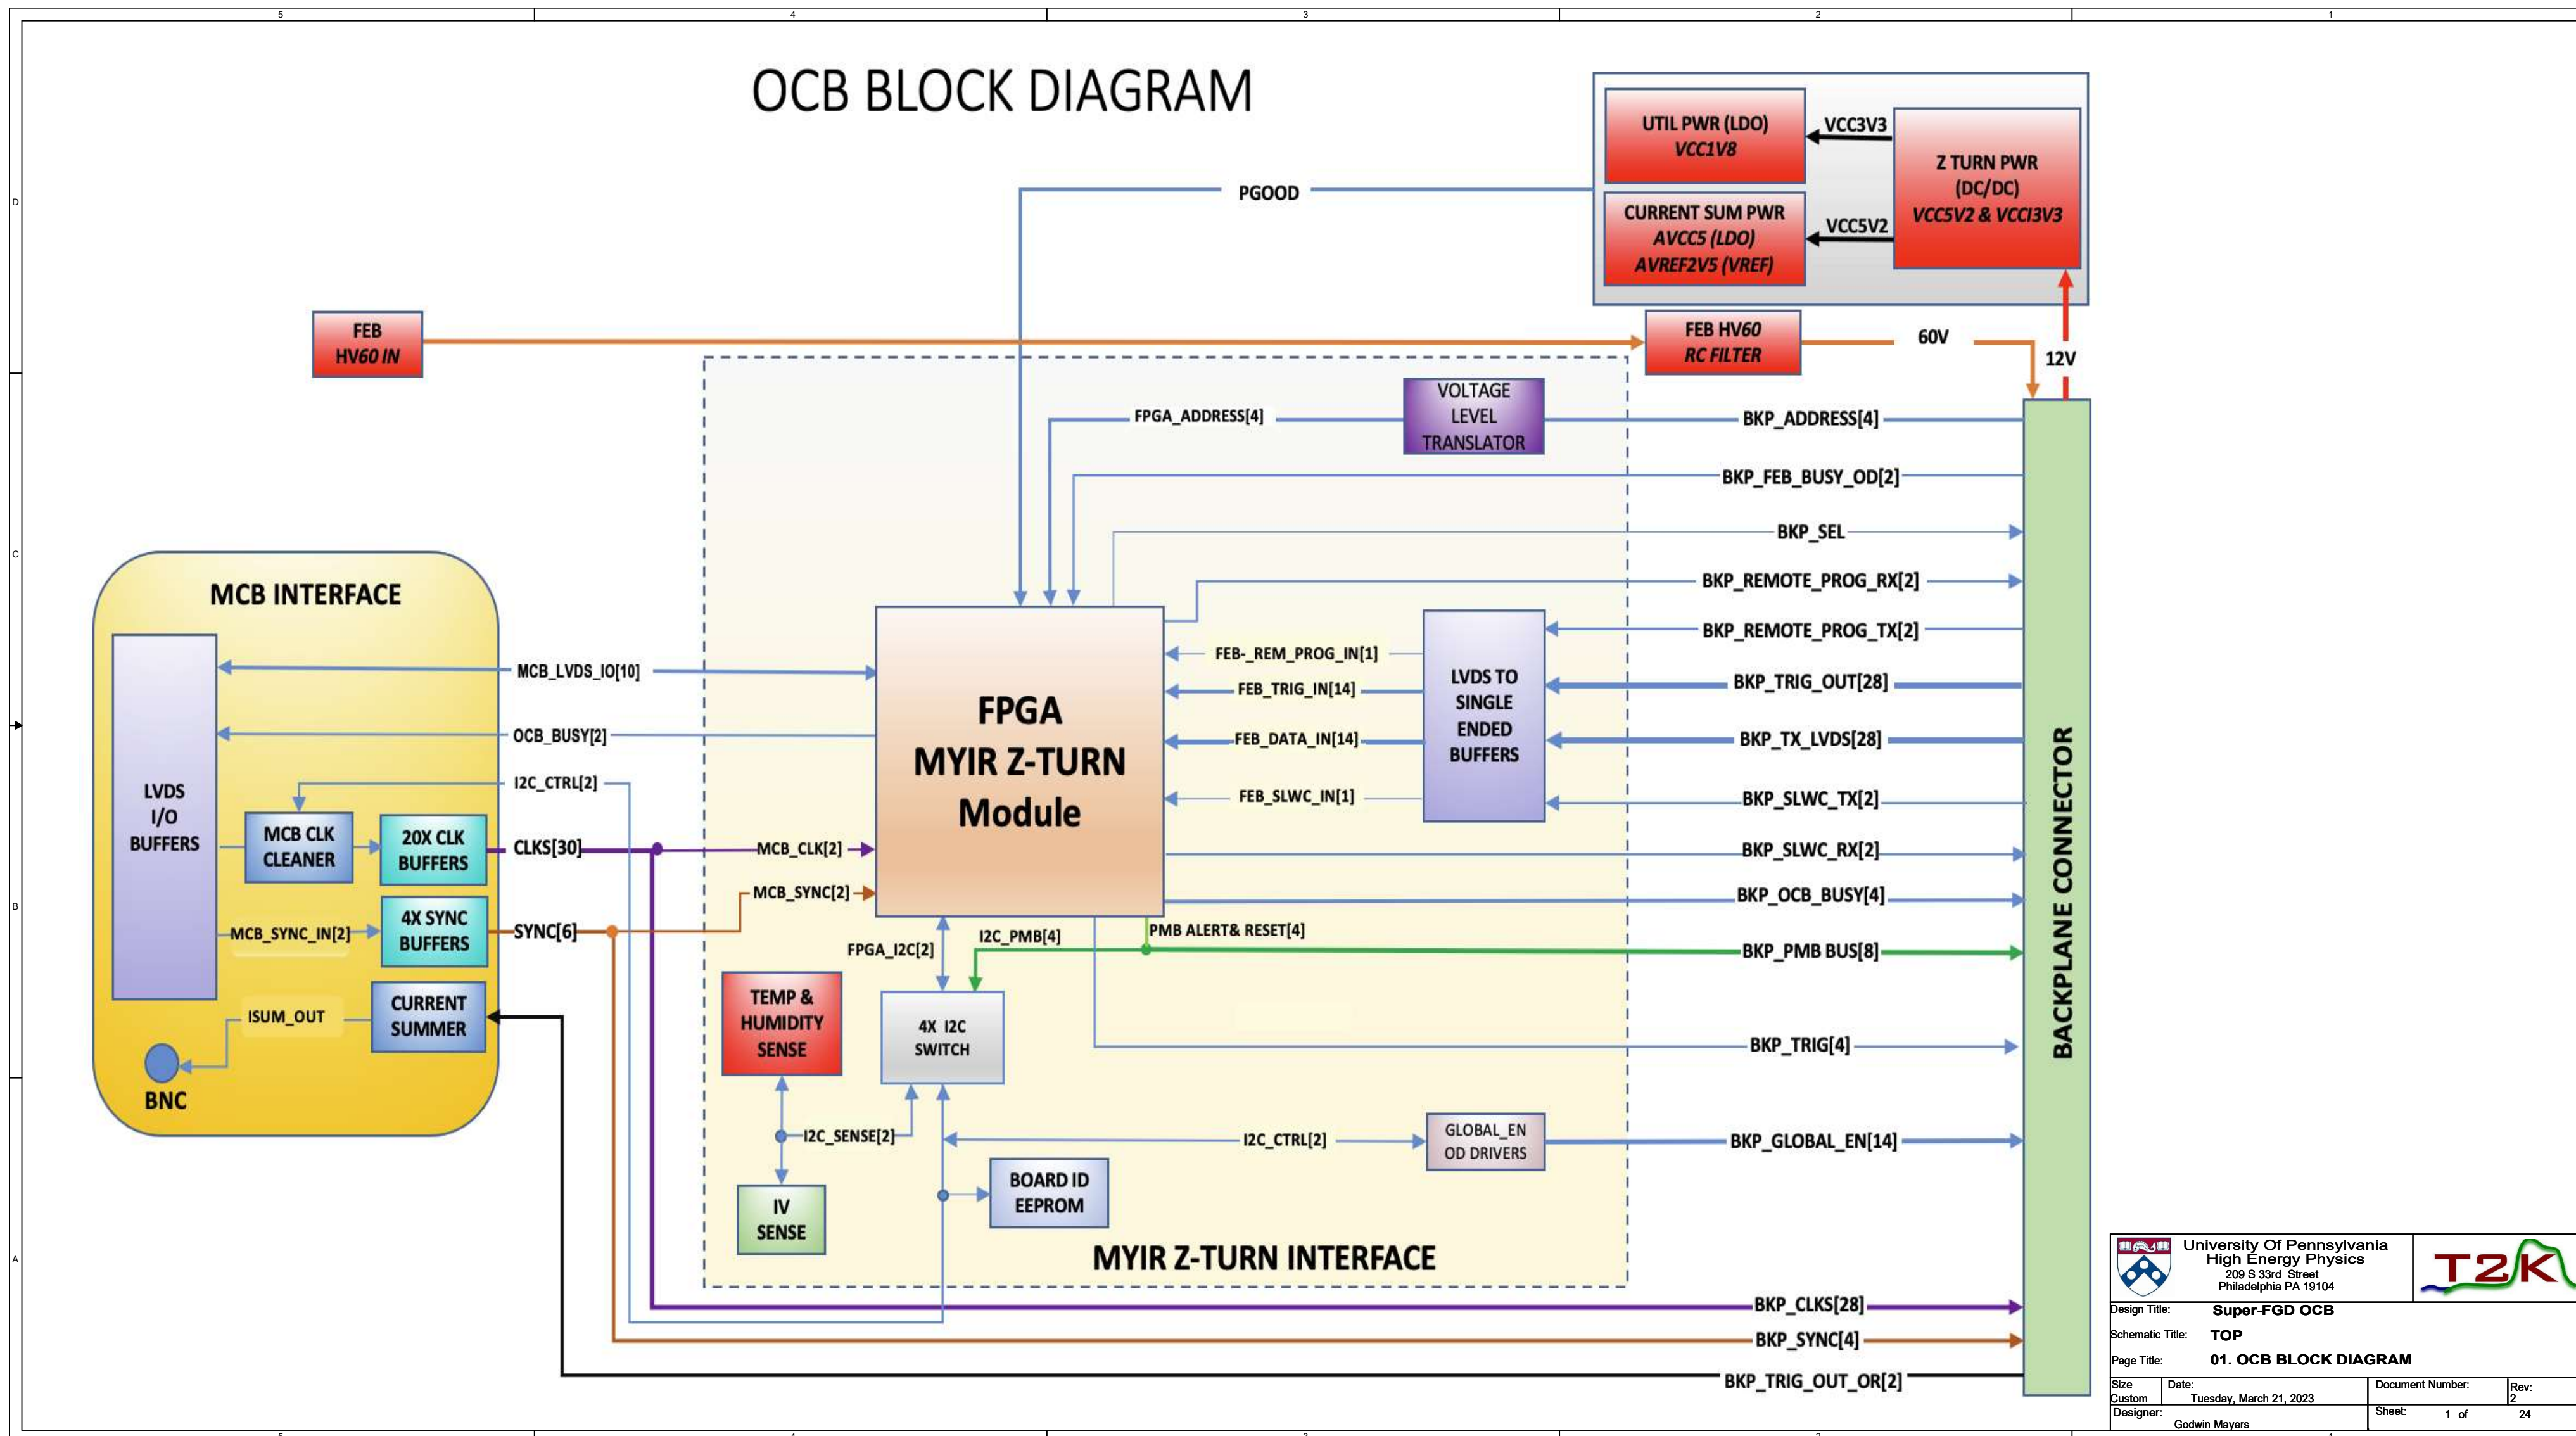 5 4 3 2 1
OCB BLOCK DIAGRAM
UTIL PWR (LDO)
VCC1V8
VCC3V3
Z TURN PWR
(DC/DC)
VCC5V2 & VCCI3V3
CURRENT SUM PWR
AVCC5 (LDO)
AVREF2V5 (VREF)
VCC5V2
PGOOD
D
FEB
HV60 IN
FEB HV60
RC FILTER
60V
12V
VOLTAGE
LEVEL
TRANSLATOR
FPGA_ADDRESS[4]
BKP_ADDRESS[4]
BKP_FEB_BUSY_OD[2]
BKP_SEL
BKP_REMOTE_PROG_RX[2]
BKP_REMOTE_PROG_TX[2]
BKP_TRIG_OUT[28]
BKP_TX_LVDS[28]
BKP_SLWC_TX[2]
BKP_SLWC_RX[2]
BKP_OCB_BUSY[4]
BKP_PMB BUS[8]
BKP_TRIG[4]
BKP_GLOBAL_EN[14]
BKP_CLKS[28]
BKP_SYNC[4]
BKP_TRIG_OUT_OR[2]
BACKPLANE CONNECTOR
C
MCB INTERFACE
LVDS
I/O
BUFFERS
MCB CLK
CLEANER
20X CLK
BUFFERS
MCB_SYNC_IN[2]
4X SYNC
BUFFERS
ISUM_OUT
CURRENT
SUMMER
BNC
MCB_LVDS_IO[10]
OCB_BUSY[2]
I2C_CTRL[2]
CLKS[30]
SYNC[6]
MCB_CLK[2]
MCB_SYNC[2]
FPGA
MYIR Z-TURN
Module
FEB-_REM_PROG_IN[1]
FEB_TRIG_IN[14]
FEB_DATA_IN[14]
FEB_SLWC_IN[1]
LVDS TO
SINGLE
ENDED
BUFFERS
B
FPGA_I2C[2]
I2C_PMB[4]
PMB ALERT& RESET[4]
TEMP &
HUMIDITY
SENSE
4X I2C
SWITCH
I2C_SENSE[2]
I2C_CTRL[2]
GLOBAL_EN
OD DRIVERS
IV
SENSE
BOARD ID
EEPROM
MYIR Z-TURN INTERFACE
A
University Of Pennsylvania
High Energy Physics
209 S 33rd Street
Philadelphia PA 19104
T2K
Design Title: Super-FGD OCB
Schematic Title: TOP
Page Title: 01. OCB BLOCK DIAGRAM
Size Date: Document Number: Rev:
Custom Tuesday, March 21, 2023 2
Designer: Sheet: 1 of 24
Godwin Mayers